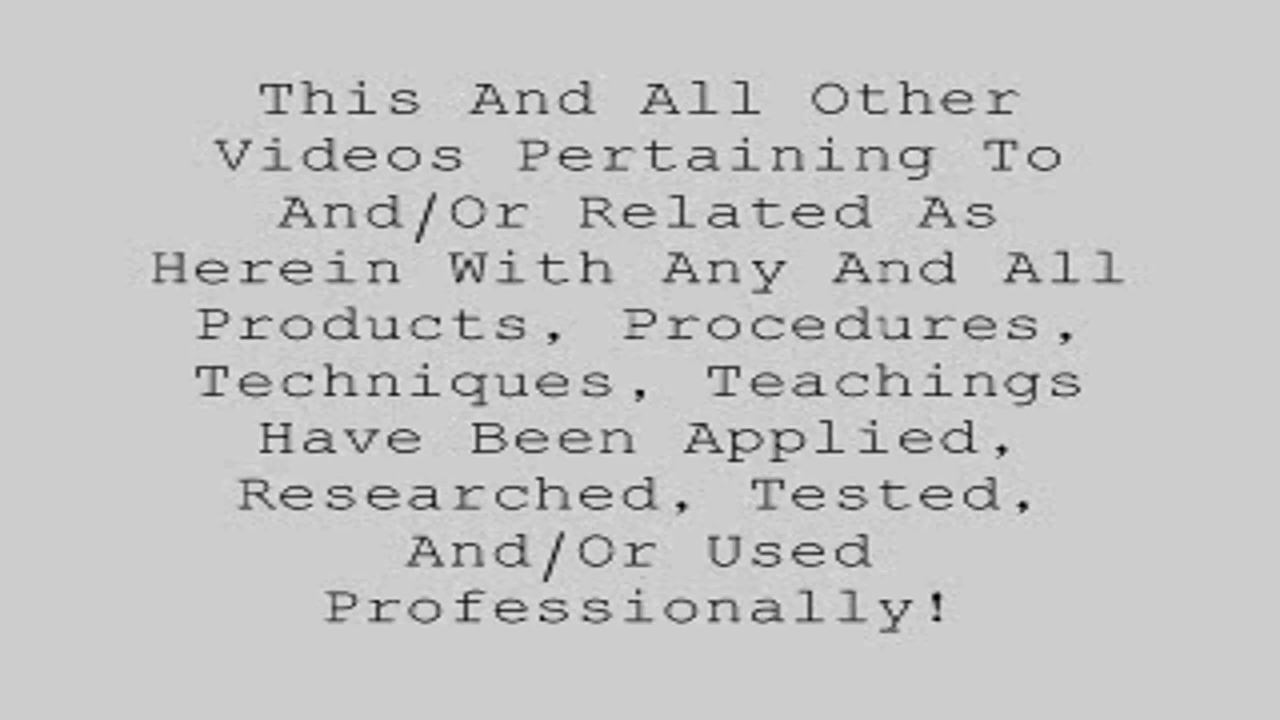 This And All Other
Videos Pertaining To
And/Or Related As
Herein With Any And All
Products, Procedures,
Techniques, Teachings
Have Been Applied,
Researched, Tested,
And/Or Used
Professionally!